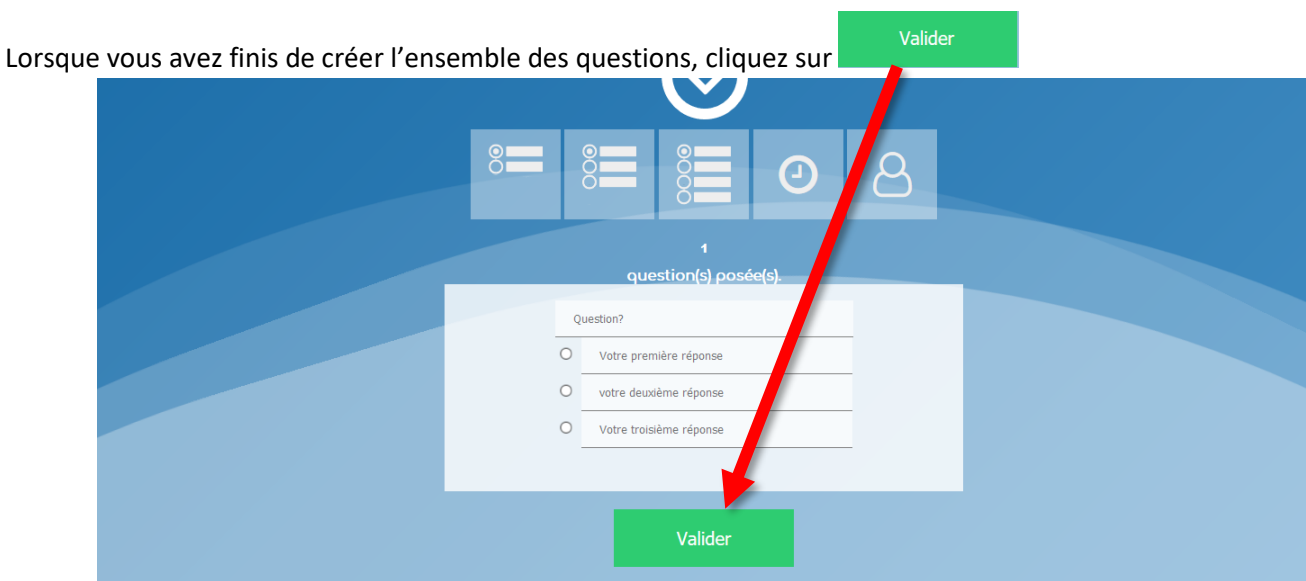 Lorsque vous avez finis de créer l’ensemble des questions, cliquez sur Valider
1
question(s) posée(s).
Question?
Votre première réponse
votre deuxième réponse
Votre troisième réponse
Valider